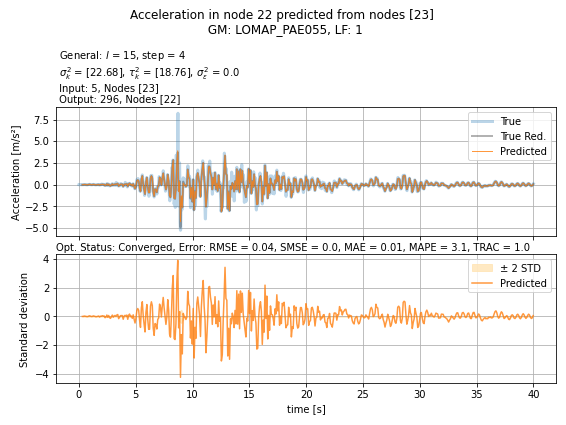 Acceleration in node 22 predicted from nodes [23]
GM: LOMAP_PAE055, LF: 1
General: l = 15, step = 4
σ²ₖ = [22.68], τ²ₖ = [18.76], σ²ε = 0.0
Input: 5, Nodes [23]
Output: 296, Nodes [22]
Acceleration [m/s²]
7.5
5.0
2.5
0.0
−2.5
−5.0
True
True Red.
Predicted
Opt. Status: Converged, Error: RMSE = 0.04, SMSE = 0.0, MAE = 0.01, MAPE = 3.1, TRAC = 1.0
Standard deviation
4
2
0
−2
−4
± 2 STD
Predicted
0 5 10 15 20 25 30 35 40
time [s]